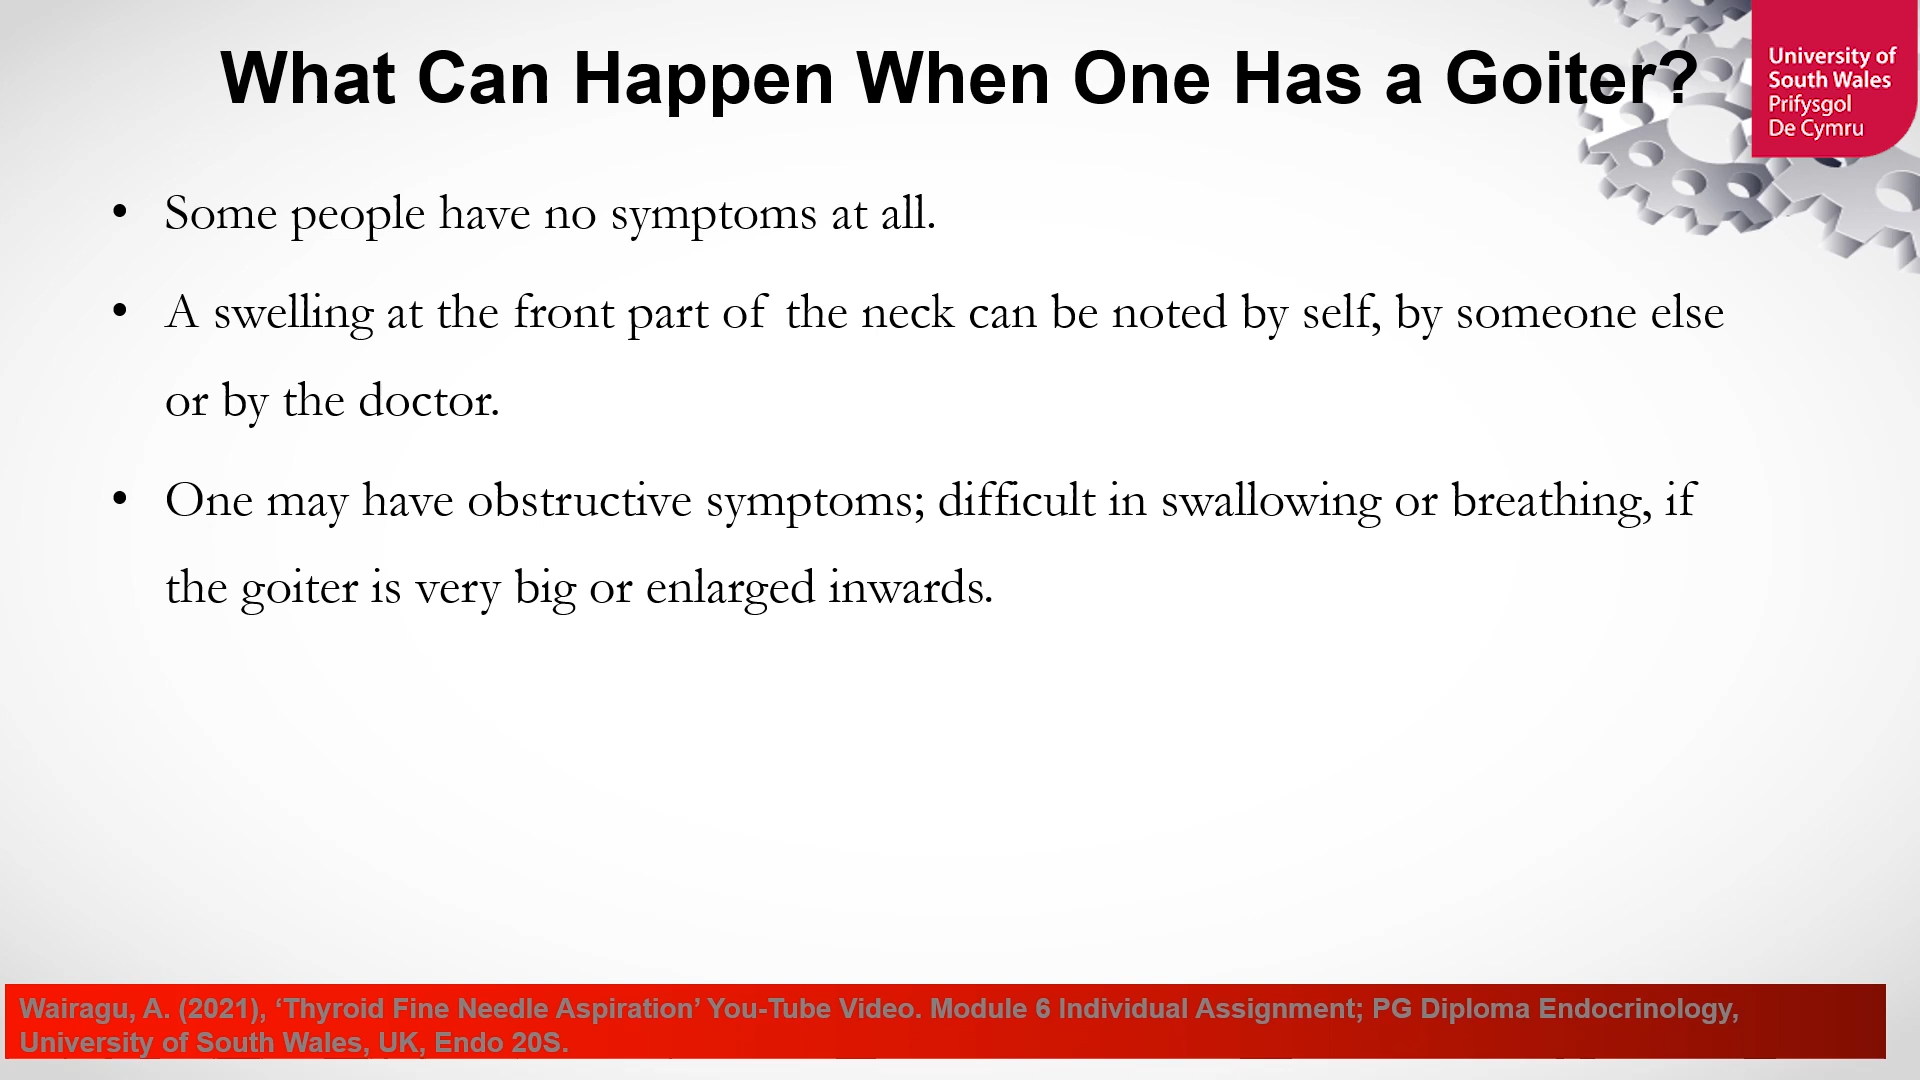 What Can Happen When One Has a Goiter?
University of
South Wales
Prifysgol
De Cymru
• Some people have no symptoms at all.
• A swelling at the front part of the neck can be noted by self, by someone else
or by the doctor.
• One may have obstructive symptoms; difficult in swallowing or breathing, if
the goiter is very big or enlarged inwards.
Wairagu, A. (2021), ‘Thyroid Fine Needle Aspiration’ You-Tube Video. Module 6 Individual Assignment; PG Diploma Endocrinology,
University of South Wales, UK, Endo 20S.